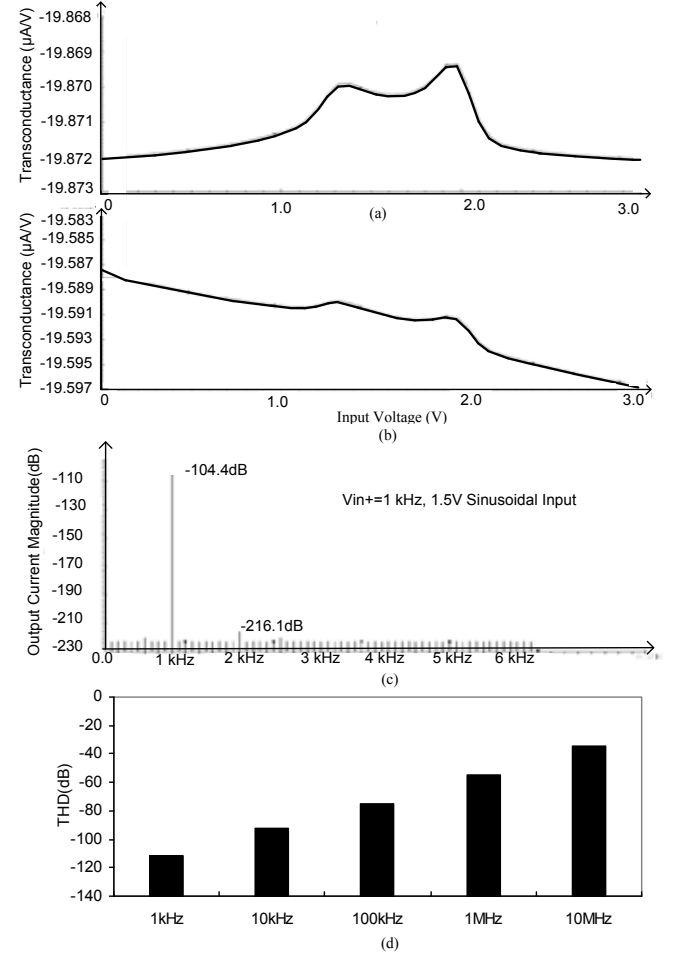 Transconductance (µA/V)
-19.868
-19.869
-19.870
-19.871
-19.872
-19.873
0
1.0
2.0
3.0
(a)
Transconductance (µA/V)
-19.583
-19.585
-19.587
-19.589
-19.591
-19.593
-19.595
-19.597
0
1.0
2.0
3.0
Input Voltage (V)
(b)
Output Current Magnitude(dB)
-110
-130
-150
-170
-190
-210
-230
-104.4dB
Vin+=1 kHz, 1.5V Sinusoidal Input
-216.1dB
0.0
1 kHz
2 kHz
3 kHz
4 kHz
5 kHz
6 kHz
(c)
THD(dB)
0
-20
-40
-60
-80
-100
-120
-140
1kHz
10kHz
100kHz
1MHz
10MHz
(d)